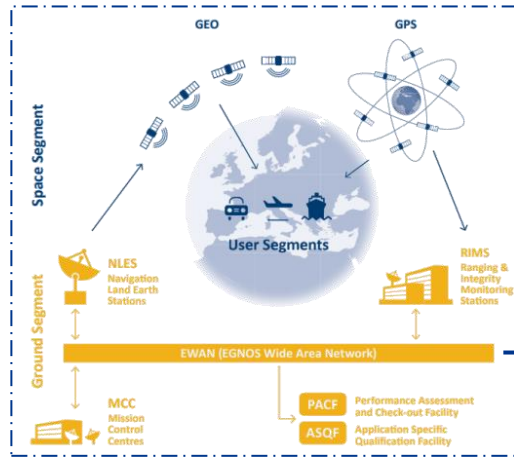 GEO
GPS
Space Segment
User Segments
NLES
Navigation
Land Earth
Stations
RIMS
Ranging &
Integrity
Monitoring
Stations
Ground Segment
EWAN (EGNOS Wide Area Network)
MCC
Mission
Control
Centres
PACF
Performance Assessment
and Check-out Facility
ASQF
Application Specific
Qualification Facility